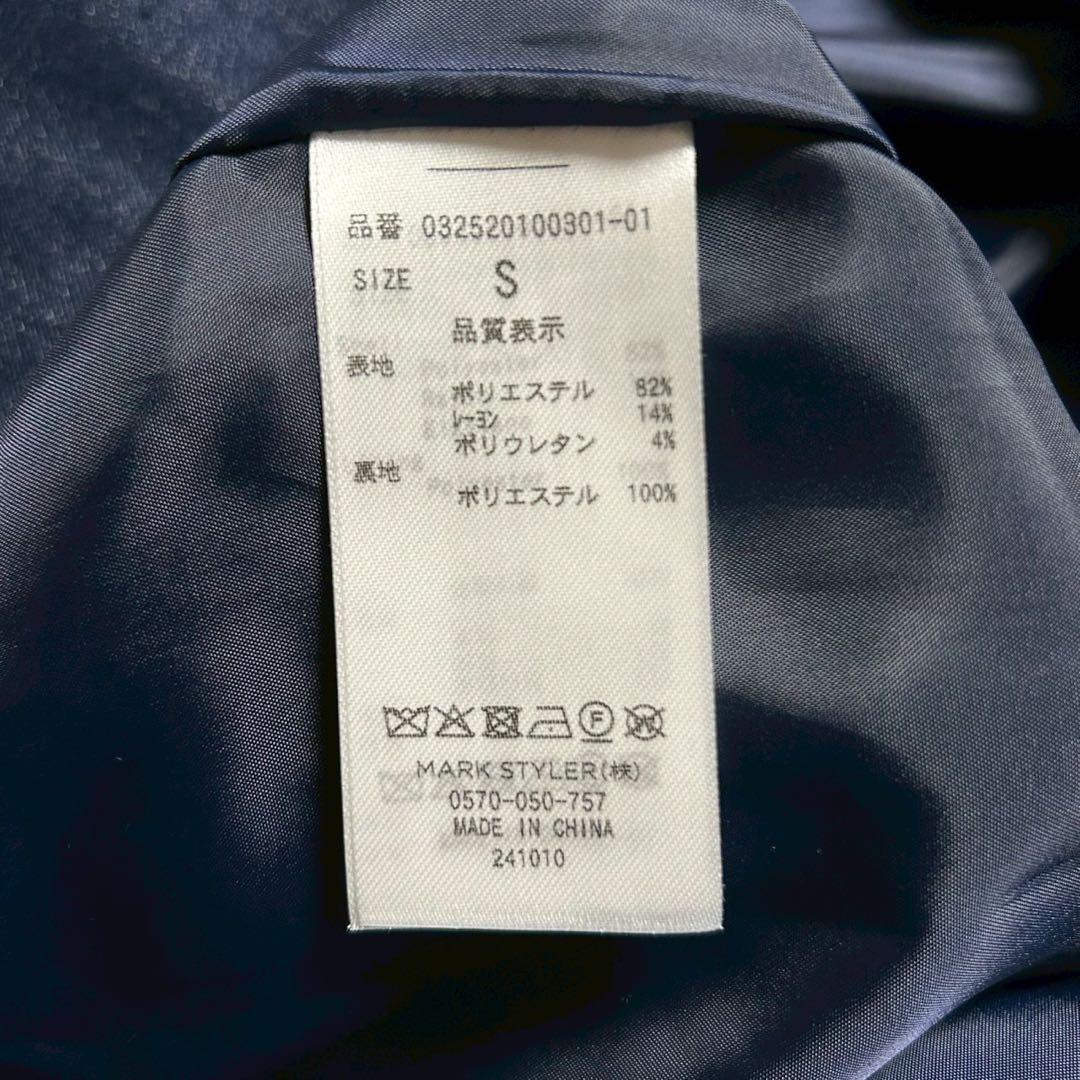 品番 032520100301-01
SIZE S
品質表示
表地
ポリエステル 82%
レーヨン 14%
ポリウレタン 4%
裏地
ポリエステル 100%
F W
MARK STYLER(株)
0570-050-757
MADE IN CHINA
241010